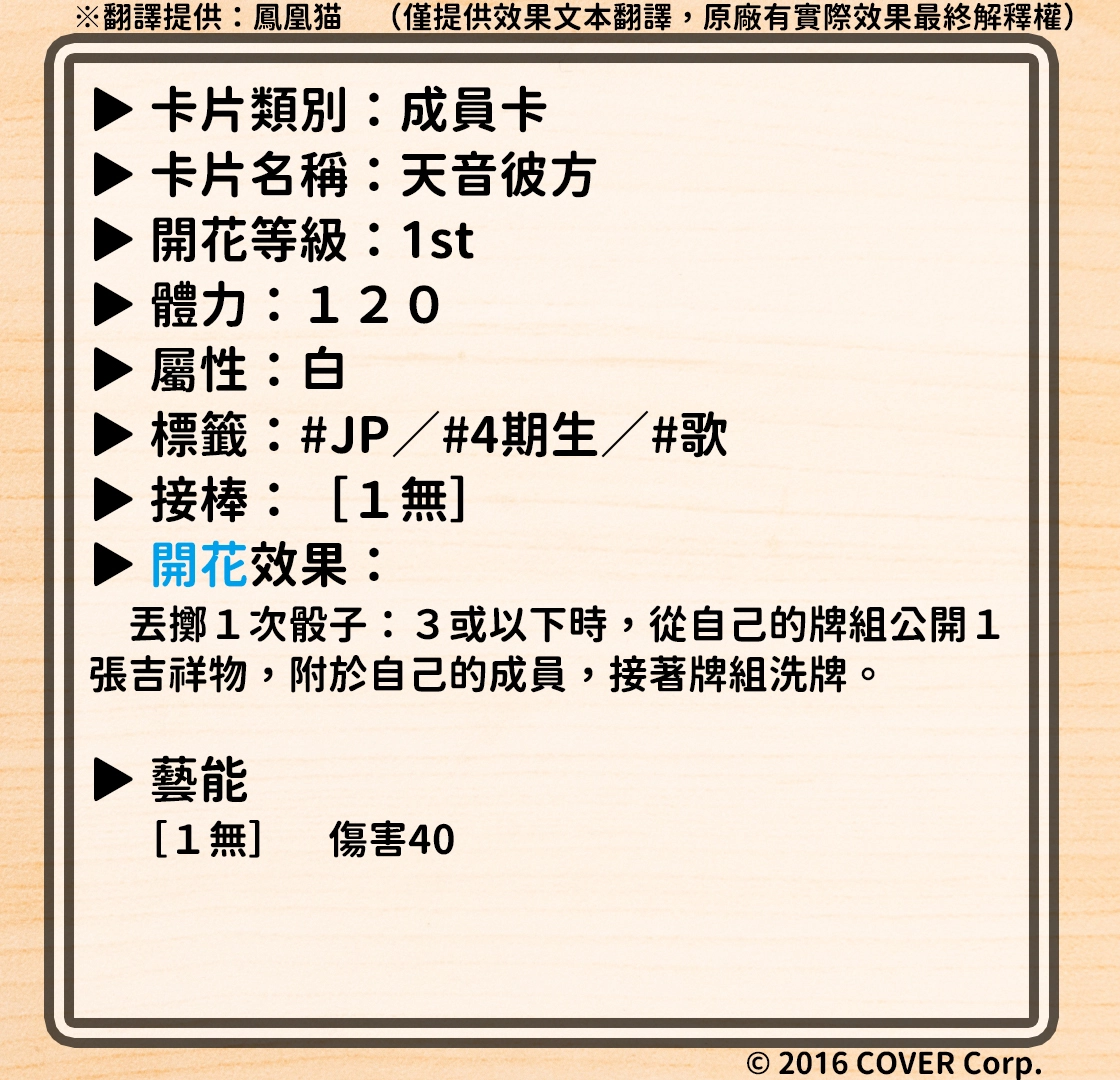 ※翻譯提供：鳳凰猫　（僅提供效果文本翻譯，原廠有實際效果最終解釋權）
▶ 卡片類別：成員卡
▶ 卡片名稱：天音彼方
▶ 開花等級：1st
▶ 體力：１２０
▶ 屬性：白
▶ 標籤：#JP／#4期生／#歌
▶ 接棒：［１無］
▶ 開花效果：
丟擲１次骰子：３或以下時，從自己的牌組公開１
張吉祥物，附於自己的成員，接著牌組洗牌。
▶ 藝能
［１無］　傷害40
© 2016 COVER Corp.